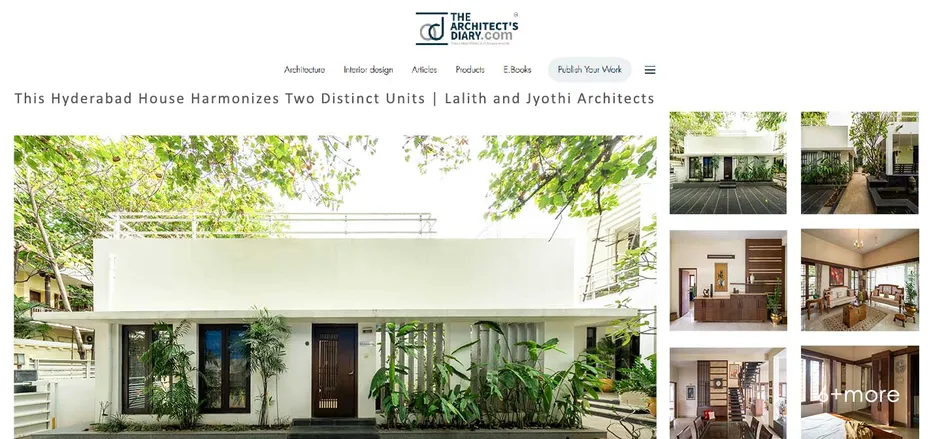 THE
ARCHITECT'S
DIARY.com
Architecture Interior design Articles Products E.Books Publish Your Work
This Hyderabad House Harmonizes Two Distinct Units | Lalith and Jyothi Architects
6+more